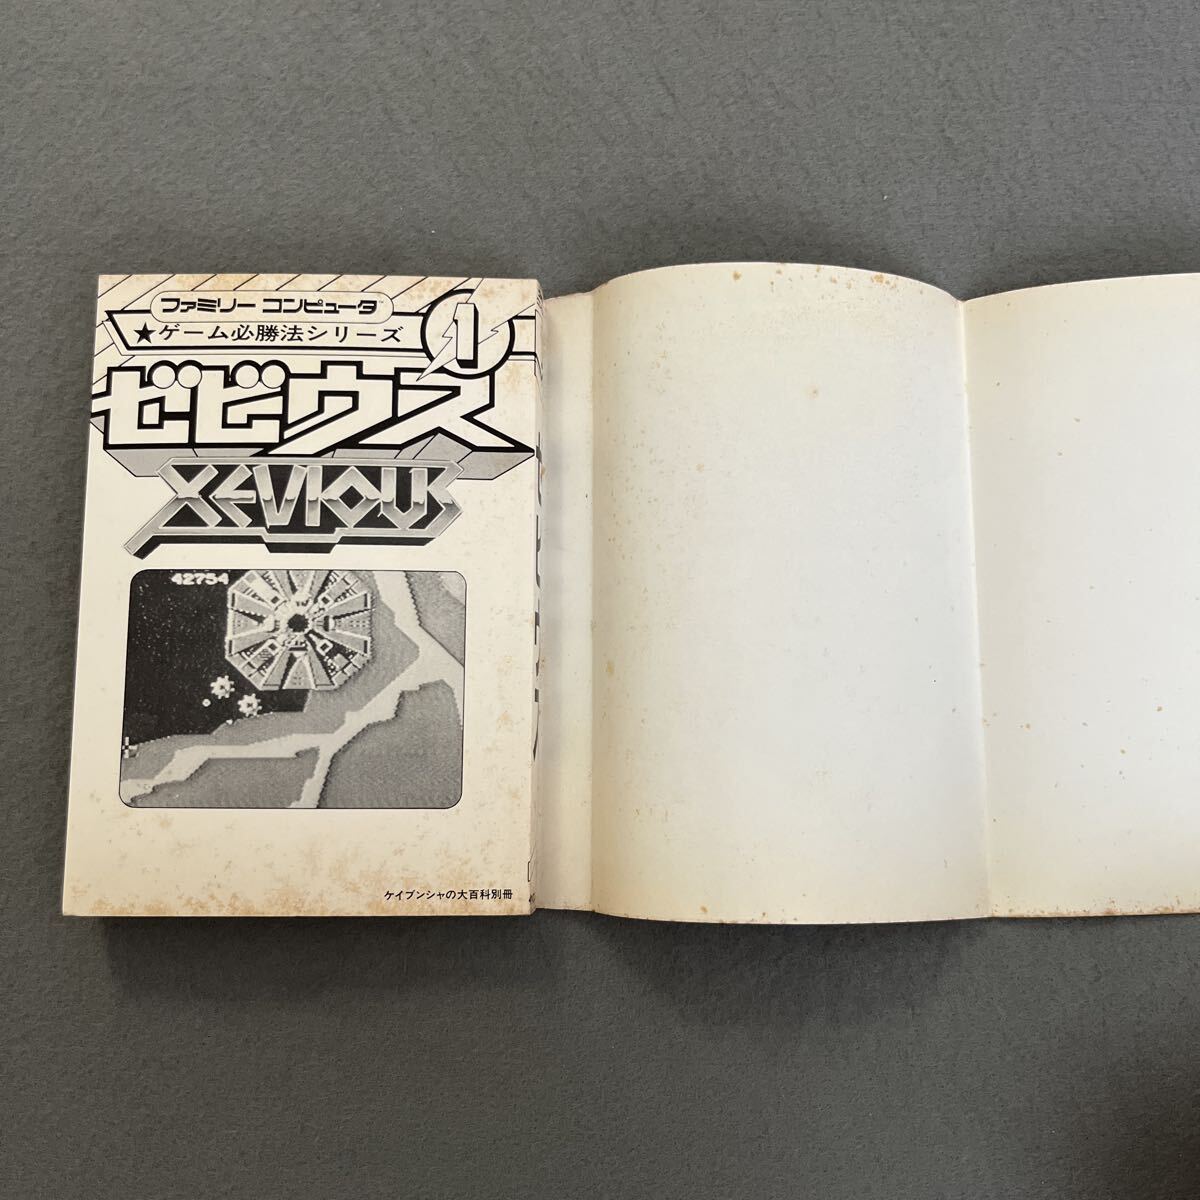 ファミリー コンピュータ™
★ゲーム必勝法シリーズ
1
ゼビウス
XEVIOUS
42754
ケイブンシャの大百科別冊